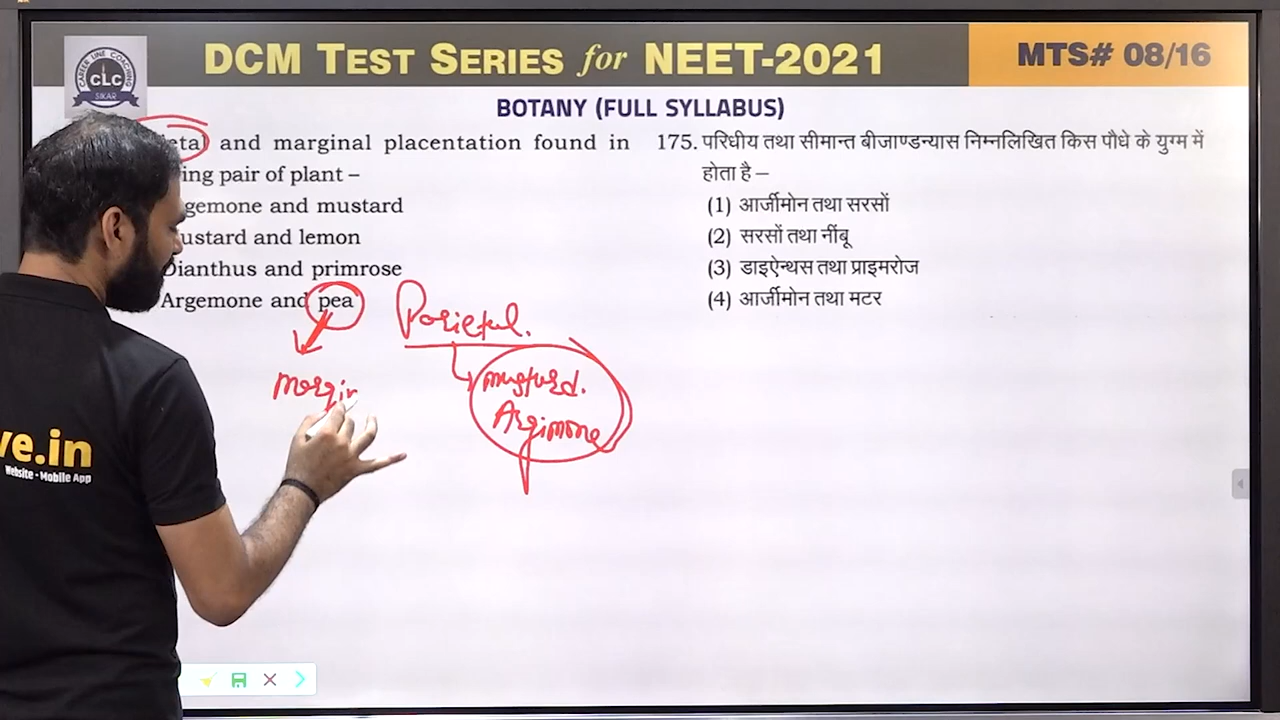 DCM TEST SERIES for NEET-2021
MTS# 08/16
CAREER LINE COACHING
CLC
SIKAR
BOTANY (FULL SYLLABUS)
and marginal placentation found in
pair of plant –
and mustard
and lemon
Dianthus and primrose
Argemone and pea
175. परिधीय तथा सीमान्त बीजाण्डन्यास निम्नलिखित किस पौधे के युग्म में
होता है –
(1) आर्जीमोन तथा सरसों
(2) सरसों तथा नींबू
(3) डाइऐन्थस तथा प्राइमरोज
(4) आर्जीमोन तथा मटर
Parietal.
Mustard.
Argimone
Margin
ve.in
Website - Mobile App